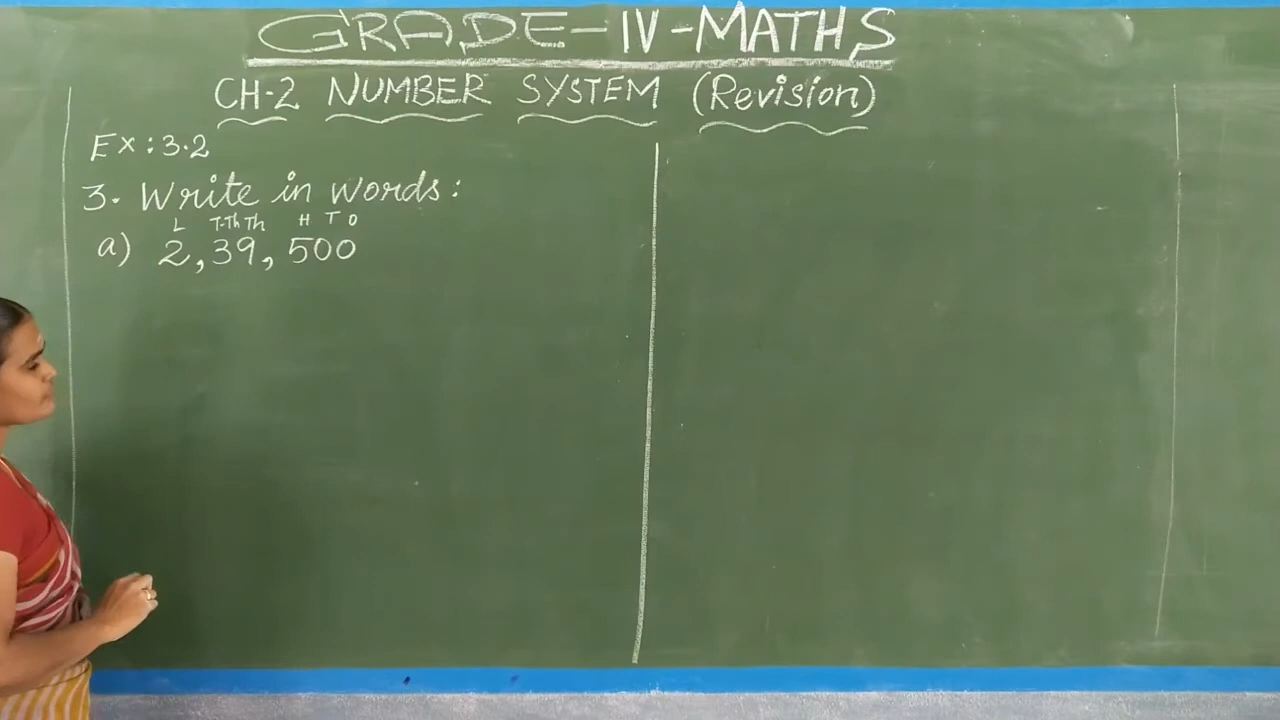 GRADE-IV-MATHS
CH-2 NUMBER SYSTEM (Revision)
Ex: 3.2
3. Write in words:
L T-Th Th H T O
a) 2,39,500